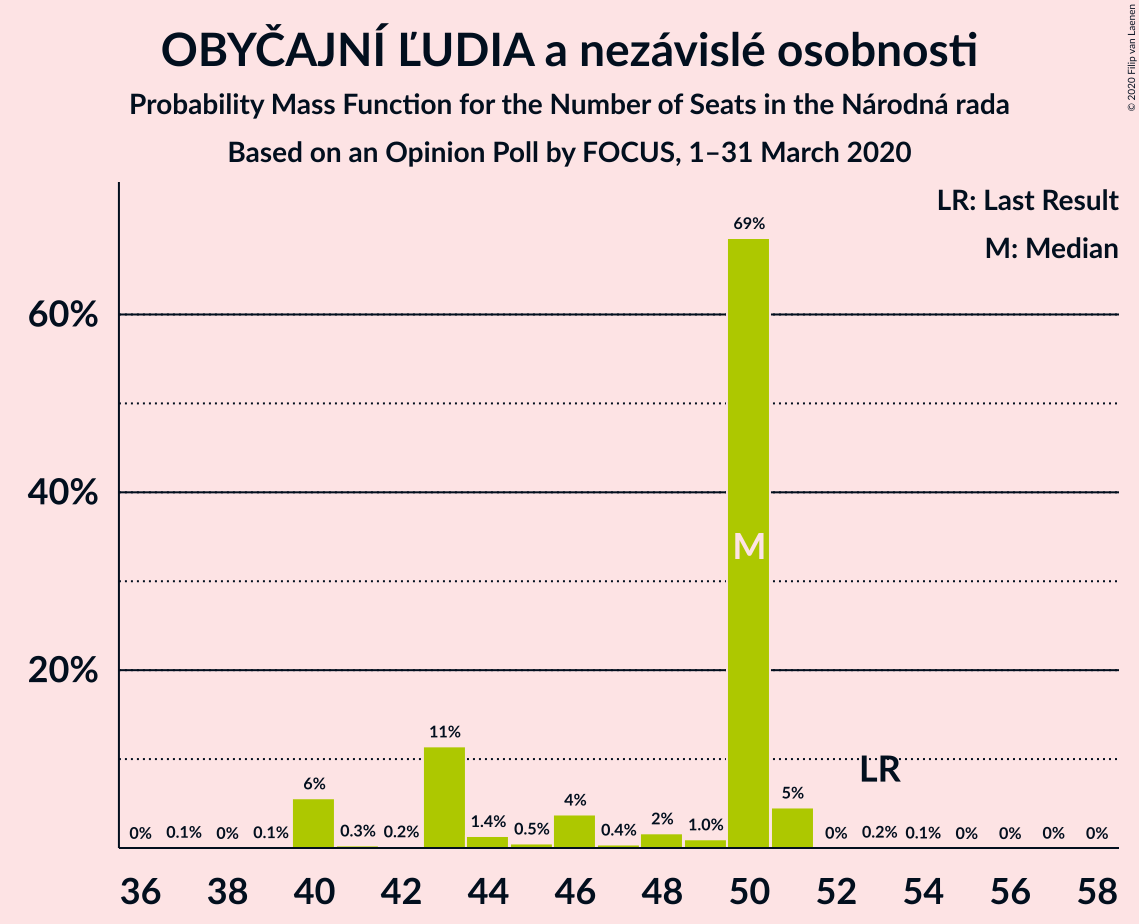 OBYČAJNÍ ĽUDIA a nezávislé osobnosti
Probability Mass Function for the Number of Seats in the Národná rada
Based on an Opinion Poll by FOCUS, 1–31 March 2020
© 2020 Filip van Laenen
LR: Last Result
M: Median
60%
40%
20%
0% 0.1% 0% 0.1% 6% 0.3% 0.2% 11% 1.4% 0.5% 4% 0.4% 2% 1.0% 69% 5% 0% 0.2% 0.1% 0% 0% 0% 0%
M
LR
36 38 40 42 44 46 48 50 52 54 56 58